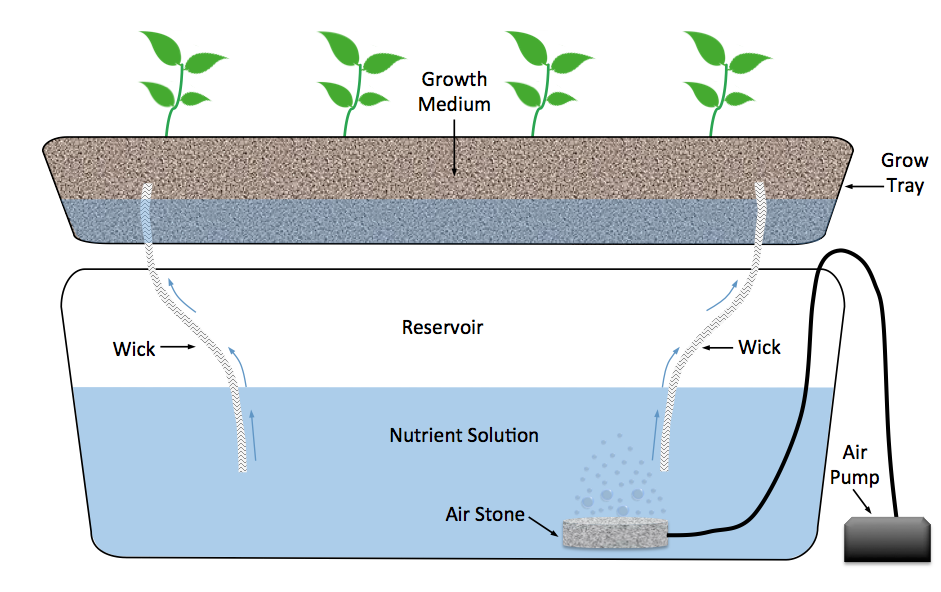 Growth
Medium
Grow
Tray
Reservoir
Wick
Wick
Nutrient Solution
Air
Pump
Air Stone